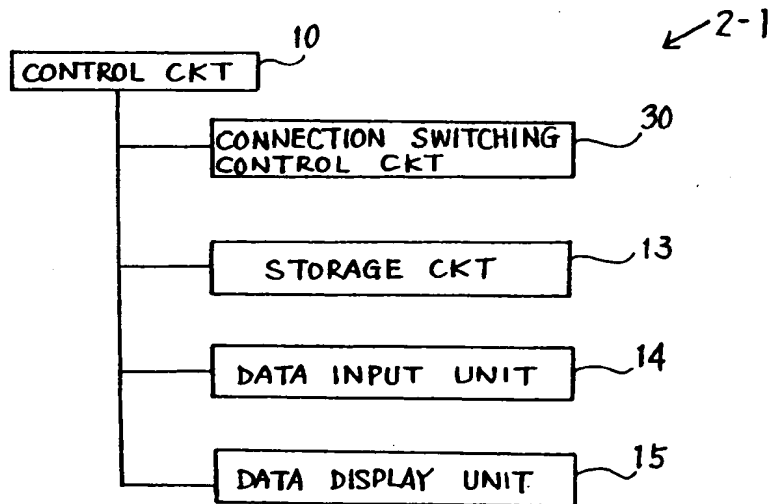 10
2-1
CONTROL CKT
30
CONNECTION SWITCHING
CONTROL CKT
13
STORAGE CKT
14
DATA INPUT UNIT
15
DATA DISPLAY UNIT